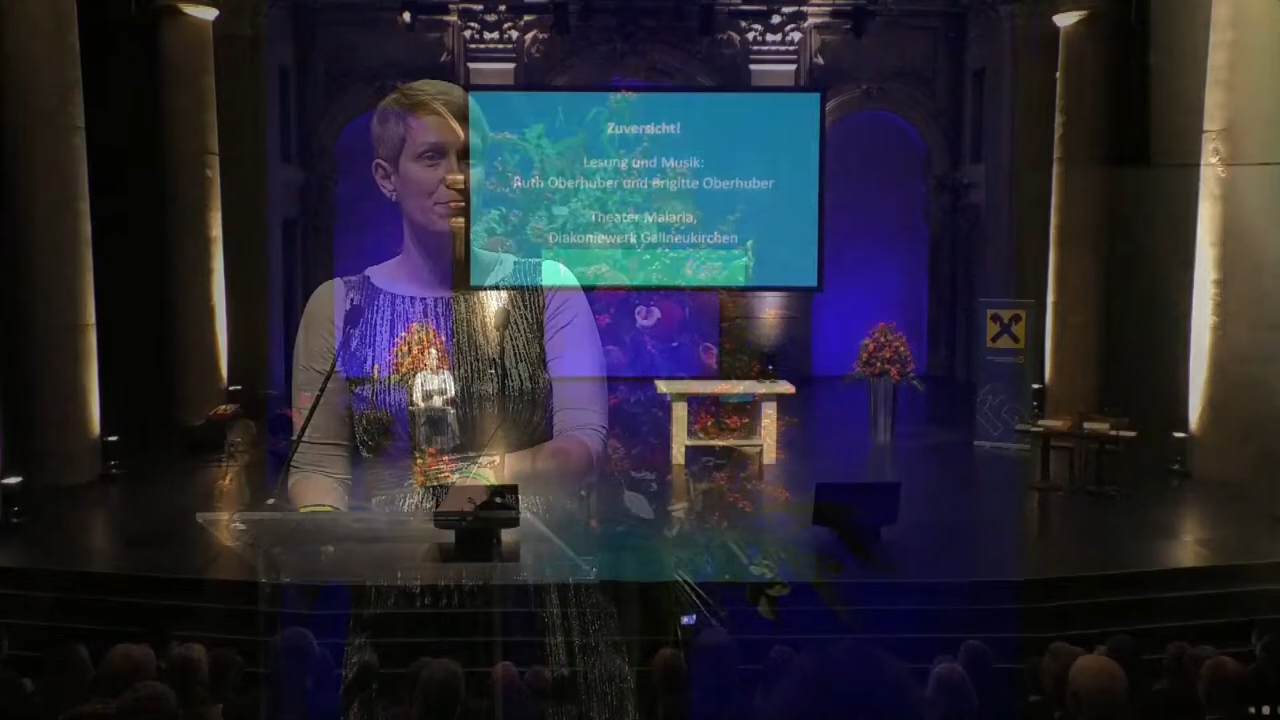 Zuversicht!
Lesung und Musik:
Ruth Oberhuber und Brigitte Oberhuber
Theater Malaria,
Diakoniewerk Gallneukirchen